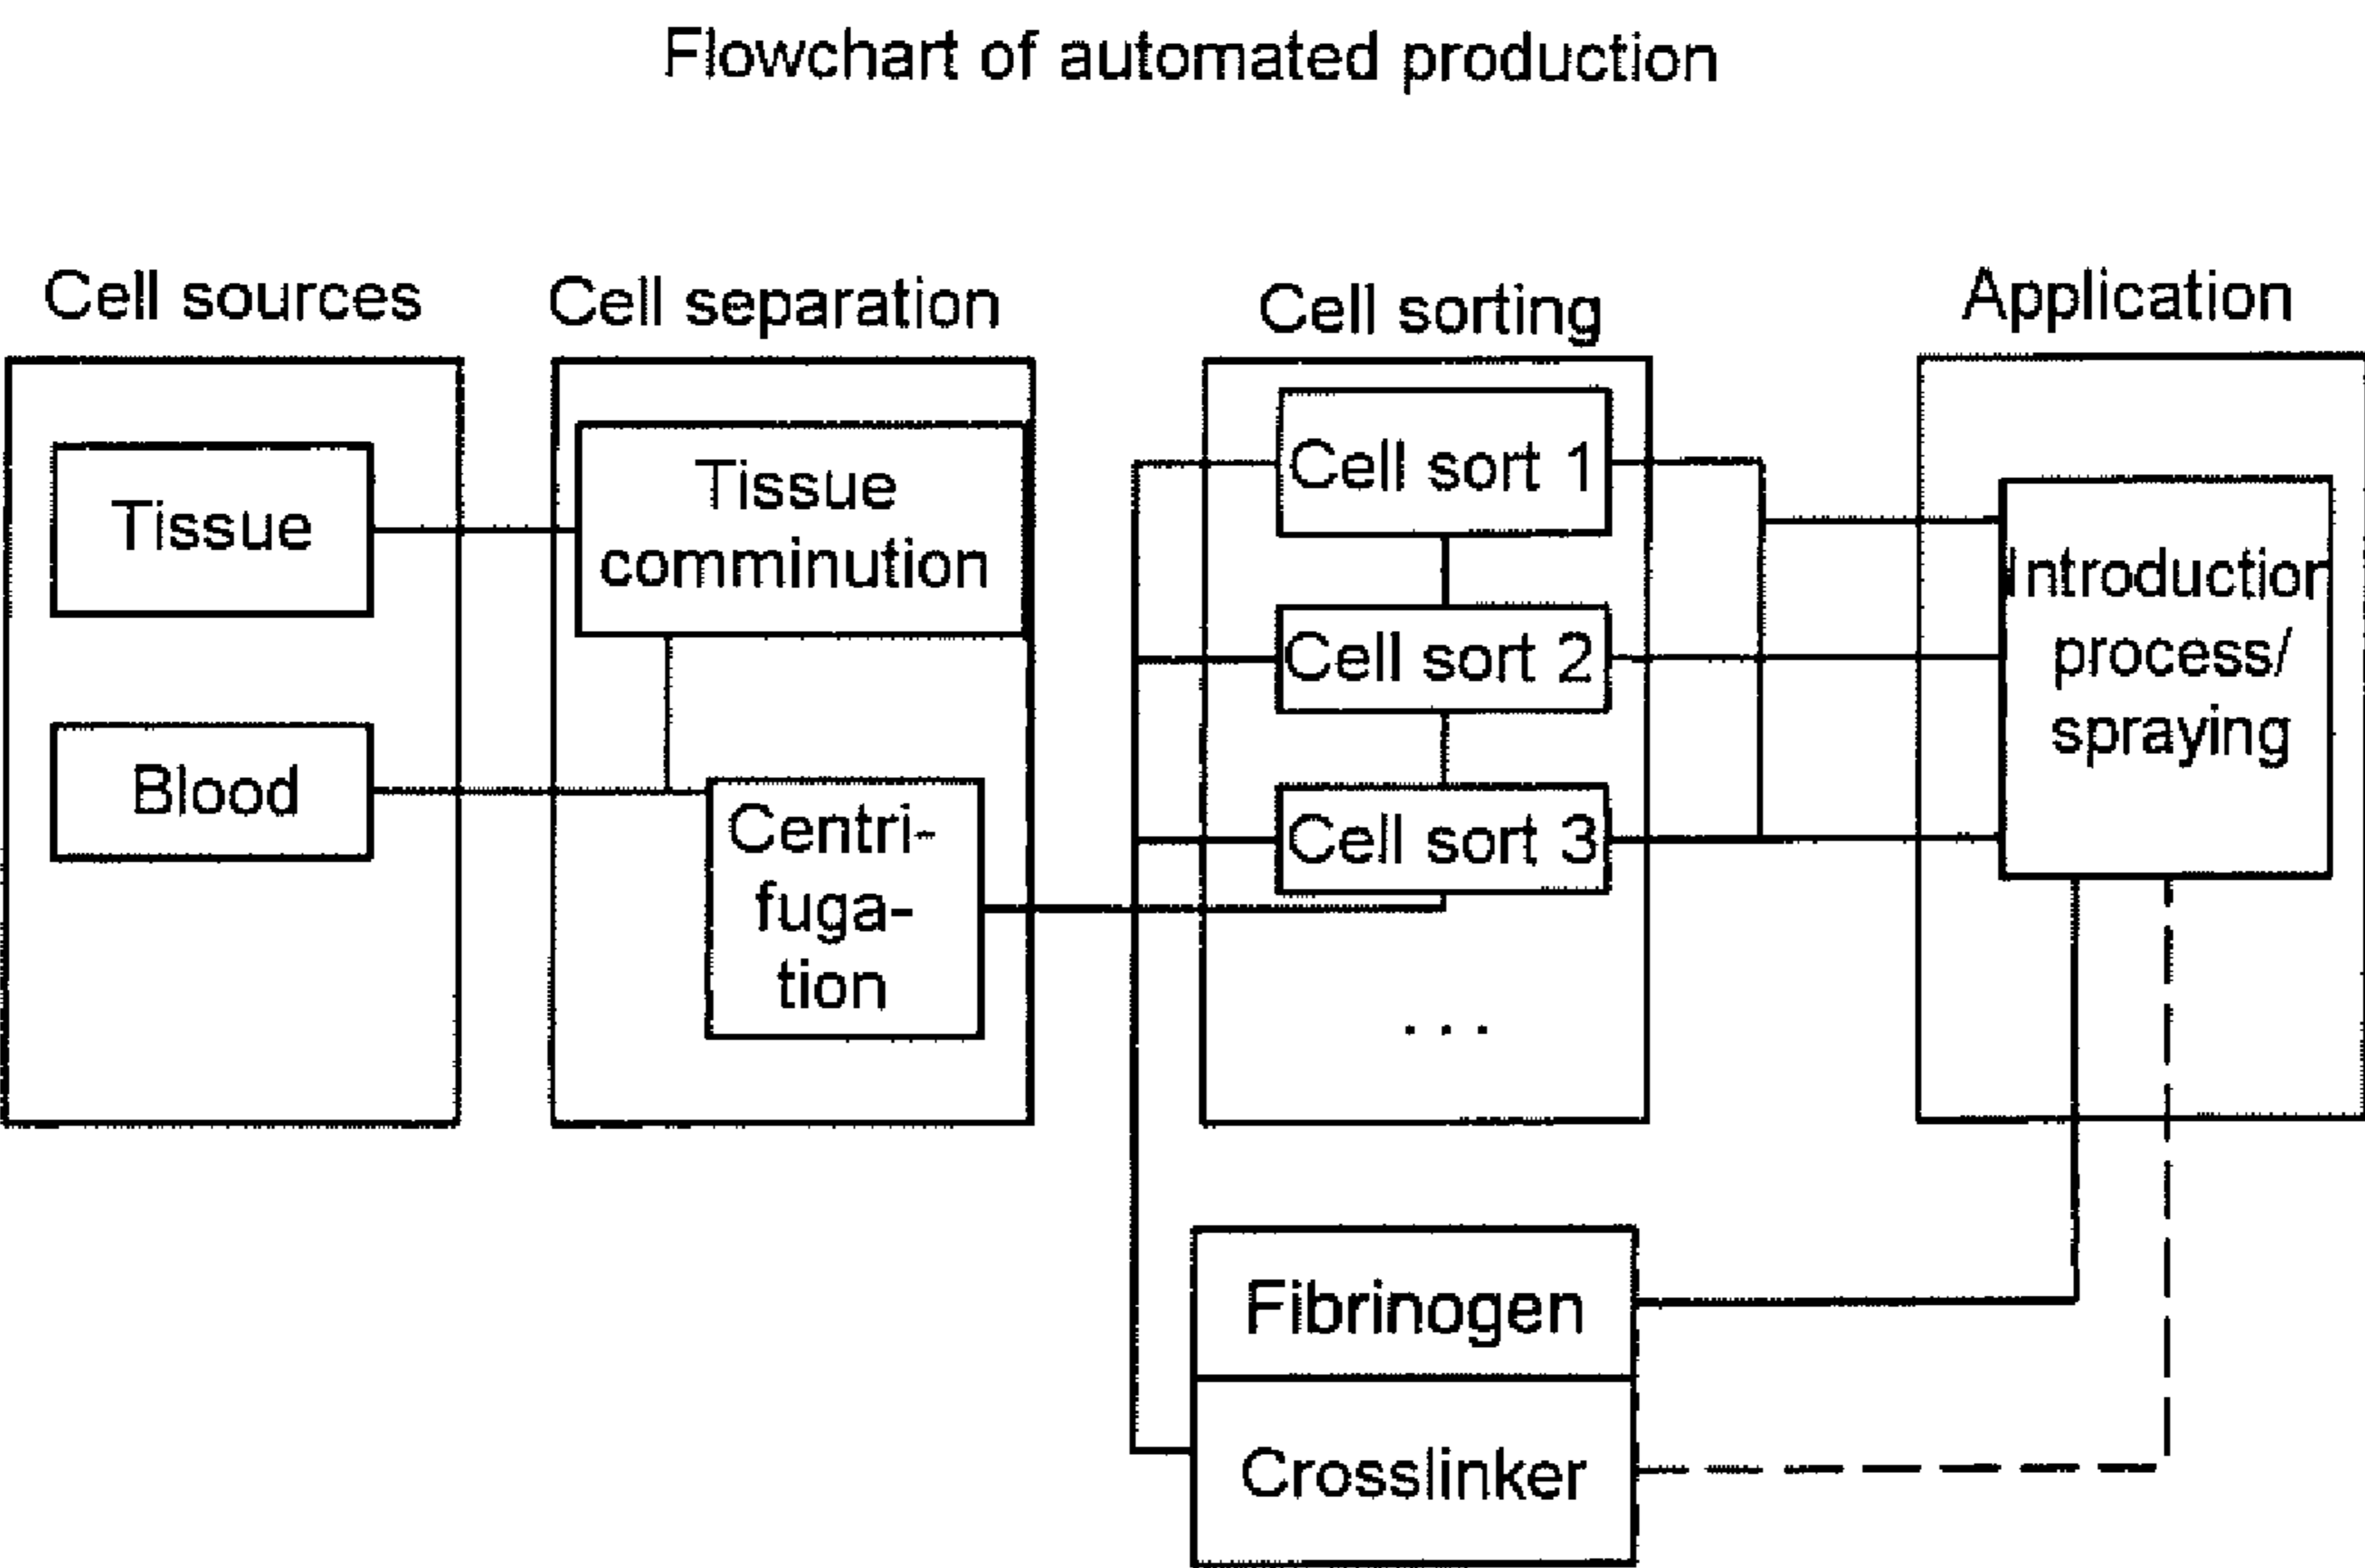 Flowchart of automated production
Cell sources
Tissue
Blood
Cell separation
Tissue
comminution
Centri-
fuga-
tion
Cell sorting
Cell sort 1
Cell sort 2
Cell sort 3
. . .
Application
Introduction
process/
spraying
Fibrinogen
Crosslinker